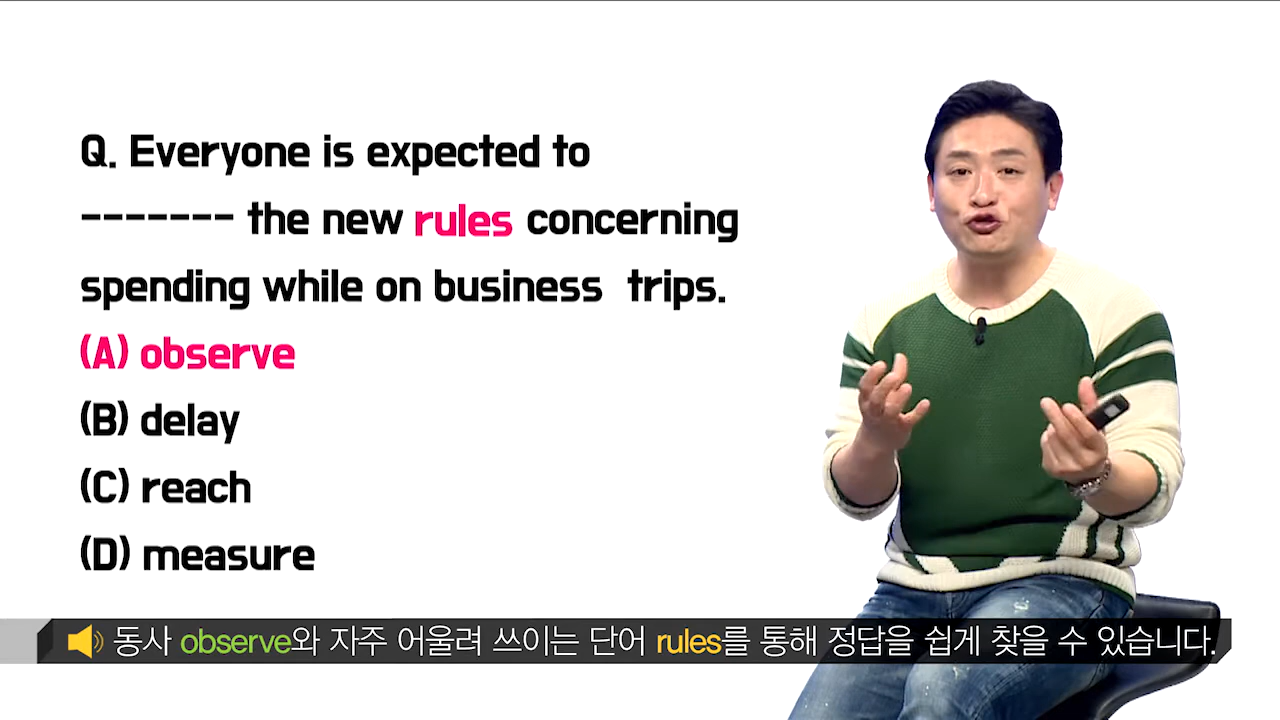 Q. Everyone is expected to
------- the new rules concerning
spending while on business trips.
(A) observe
(B) delay
(C) reach
(D) measure
동사 observe와 자주 어울려 쓰이는 단어 rules를 통해 정답을 쉽게 찾을 수 있습니다.